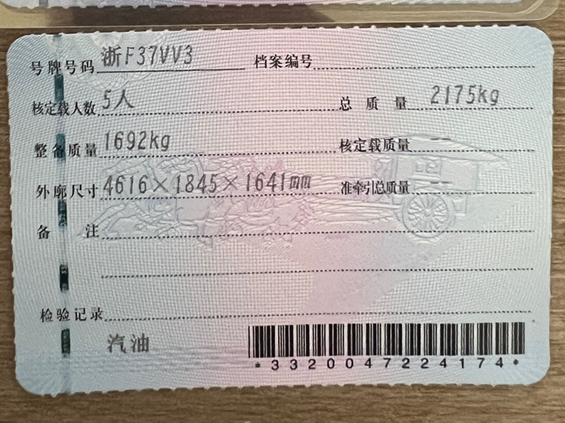 号牌号码 浙F37VV3 档案编号
核定载人数 5人 总质量 2175kg
整备质量 1692kg 核定载质量 --
外廓尺寸 4616×1845×1641mm 准牵引总质量 --
备注
检验记录
汽油
*3320047224174*